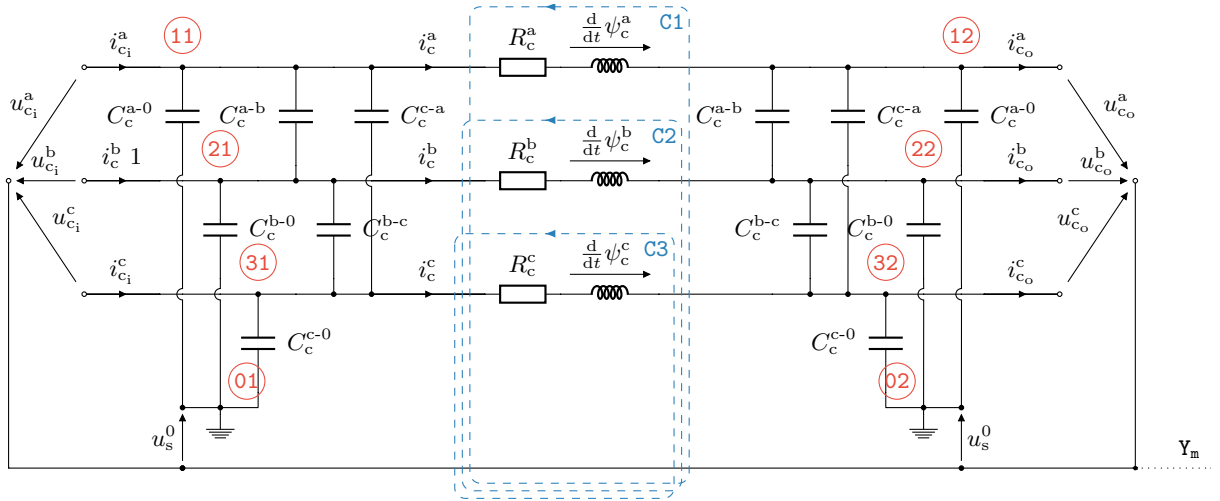 11 C1 12
i_{c_i}^a i_c^a R_c^a \frac{d}{dt}ψ_c^a i_{c_o}^a
u_{c_i}^a C_c^{a-0} C_c^{a-b} C_c^{c-a} C_c^{a-b} C_c^{c-a} C_c^{a-0} u_{c_o}^a
21 C2 22
u_{c_i}^b i_c^b 1 i_c^b R_c^b \frac{d}{dt}ψ_c^b i_{c_o}^b u_{c_o}^b
u_{c_i}^c C_c^{b-0} C_c^{b-c} C_c^{b-c} C_c^{b-0} u_{c_o}^c
31 C3 32
i_{c_i}^c i_c^c R_c^c \frac{d}{dt}ψ_c^c i_{c_o}^c
C_c^{c-0} C_c^{c-0}
01 02
u_s^0 u_s^0
Y_m